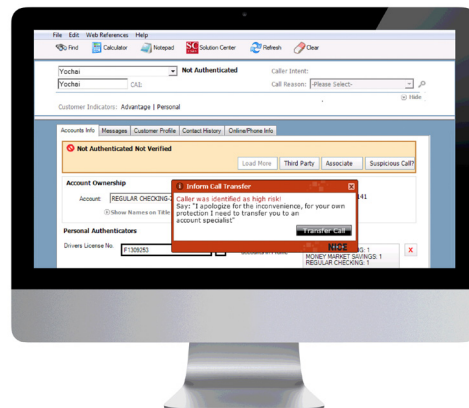 File Edit Web References Help
Find Calculator Notepad SC Solution Center Refresh Clear
Yochai Not Authenticated Caller Intent:
Yochai CAI: Call Reason: -Please Select-
Hide
Customer Indicators: Advantage | Personal
Accounts Info Messages Customer Profile Contact History Online/Phone Info
Not Authenticated Not Verified
Load More Third Party Associate Suspicious Call?
Account Ownership
Inform Call Transfer
Account REGULAR CHECKING-2 141
Caller was identified as high risk!
Say: "I apologize for the inconvenience, for your own
protection I need to transfer you to an
account specialist"
Show Names on Title
Transfer Call
Personal Authenticators
NICE
Drivers License No. F1309253 G: 1 X
MONEY MARKET SAVINGS: 1
REGULAR CHECKING: 1